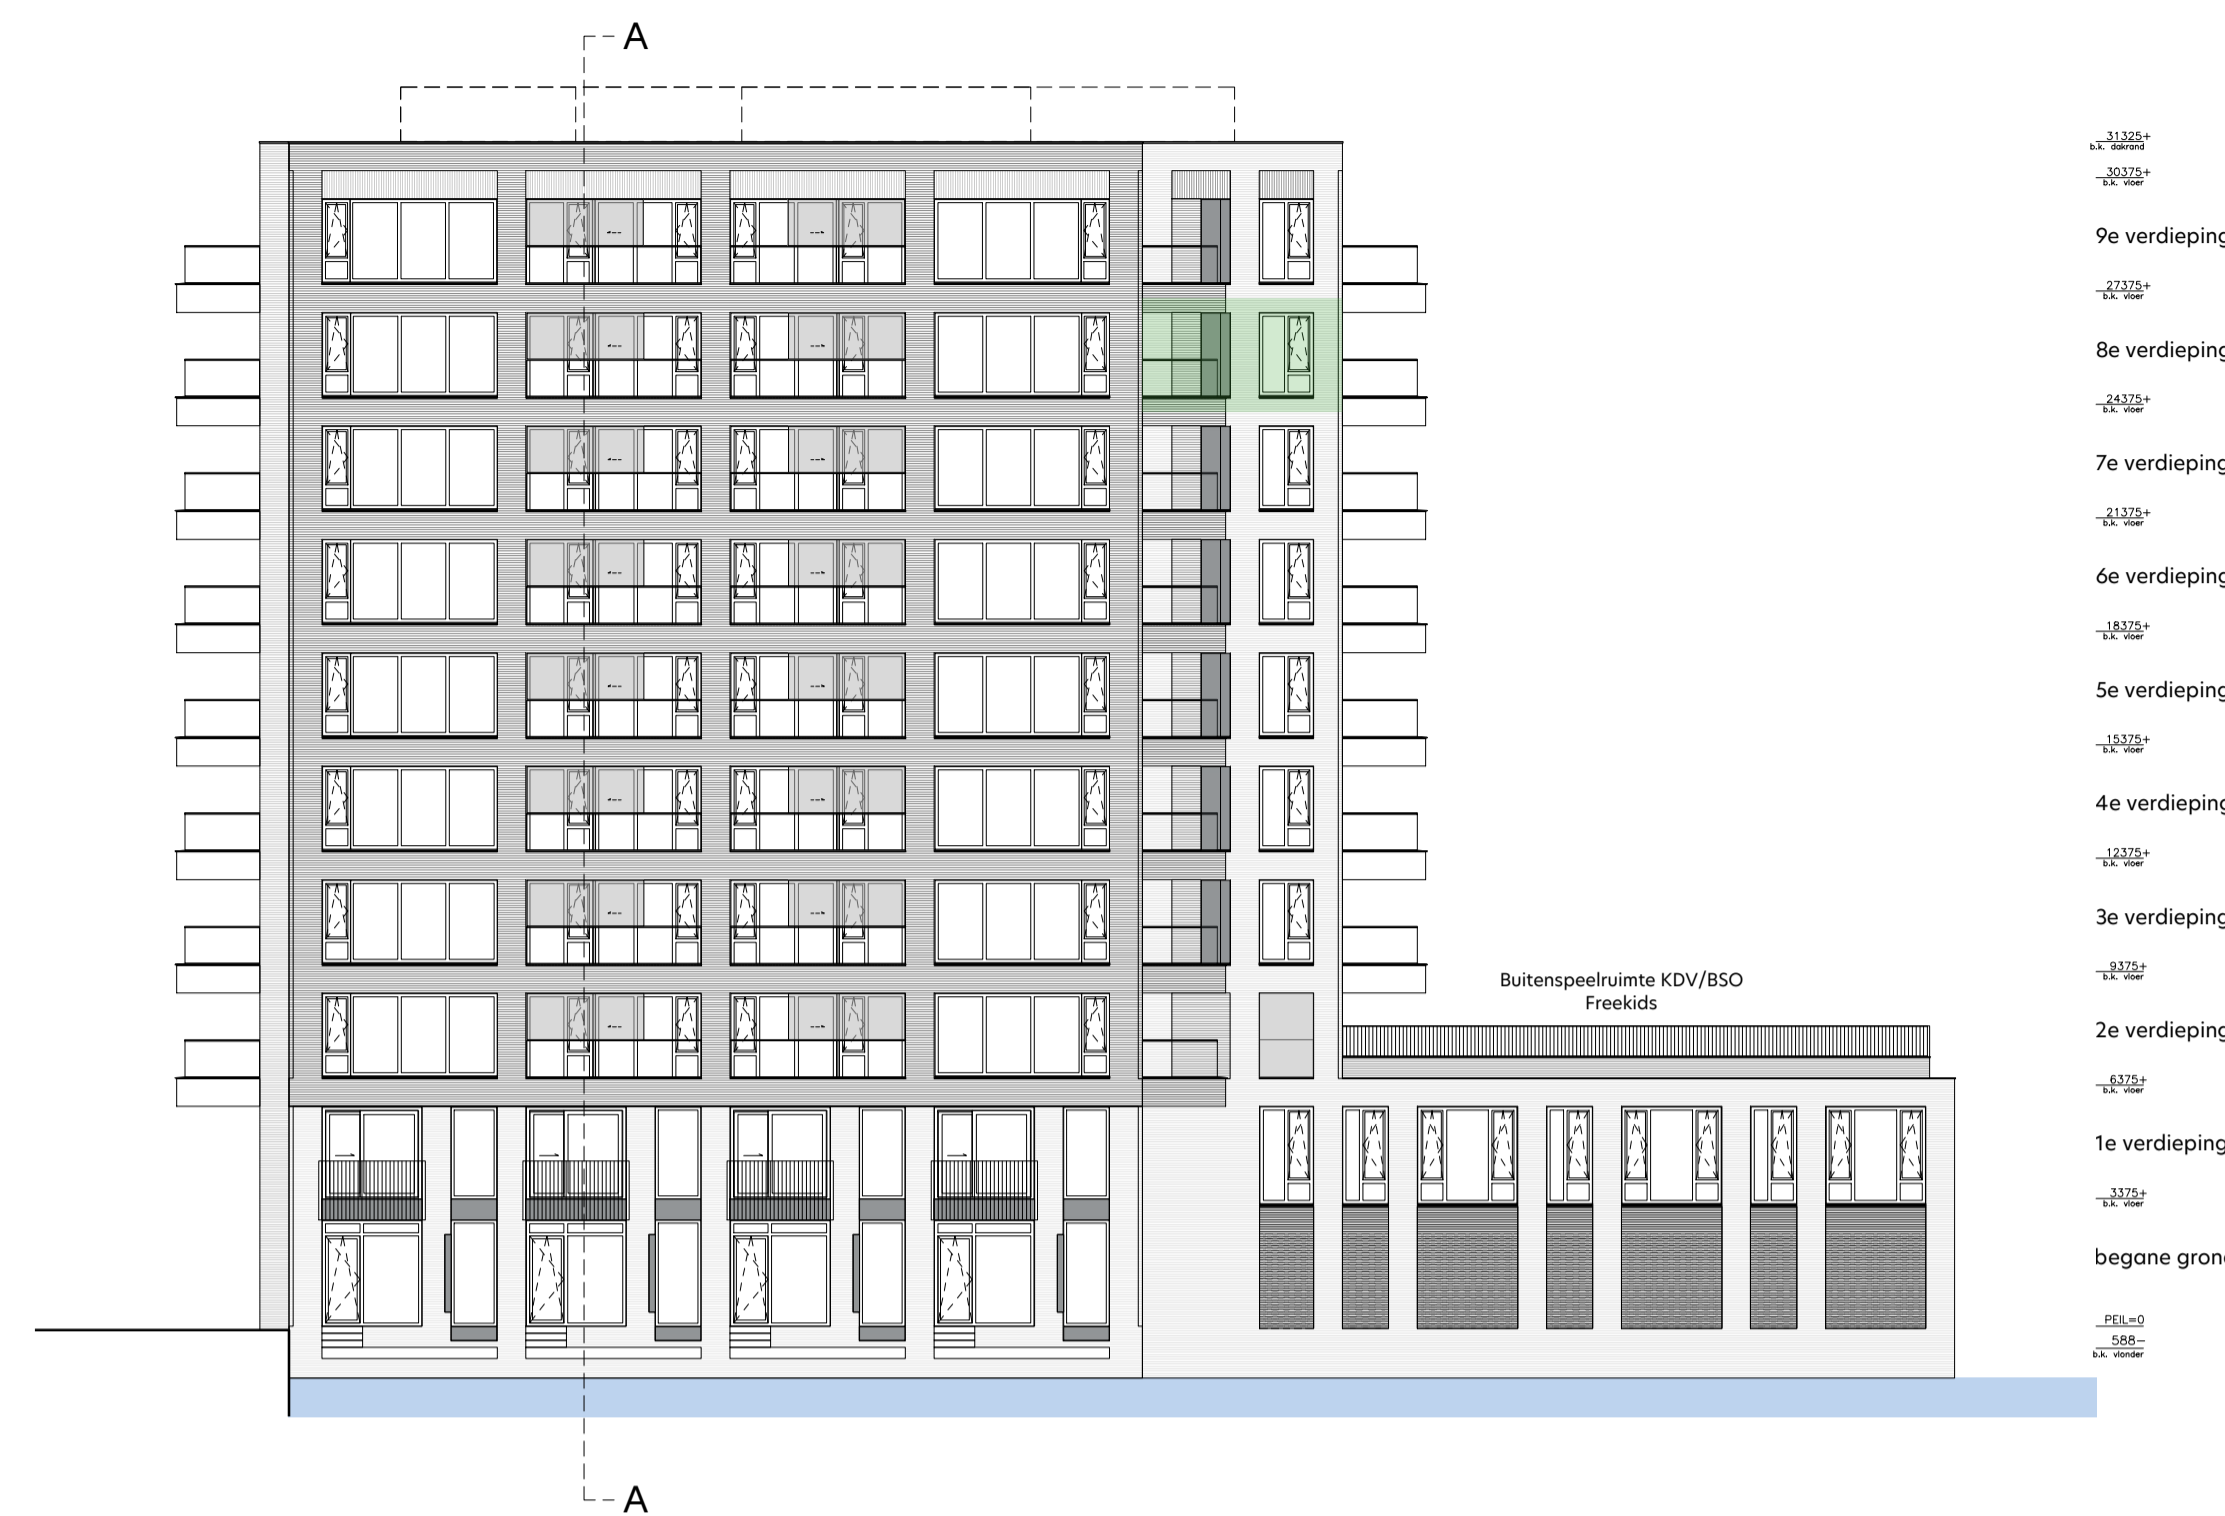 A
31325+
b.k. dakrand
30375+
b.k. vloer
9e verdieping
27375+
b.k. vloer
8e verdieping
24375+
b.k. vloer
7e verdieping
21375+
b.k. vloer
6e verdieping
18375+
b.k. vloer
5e verdieping
15375+
b.k. vloer
4e verdieping
12375+
b.k. vloer
3e verdieping
9375+
b.k. vloer
Buitenspeelruimte KDV/BSO
Freekids
2e verdieping
6375+
b.k. vloer
1e verdieping
3375+
b.k. vloer
begane gron
PEIL=0
588-
b.k. vlonder
A